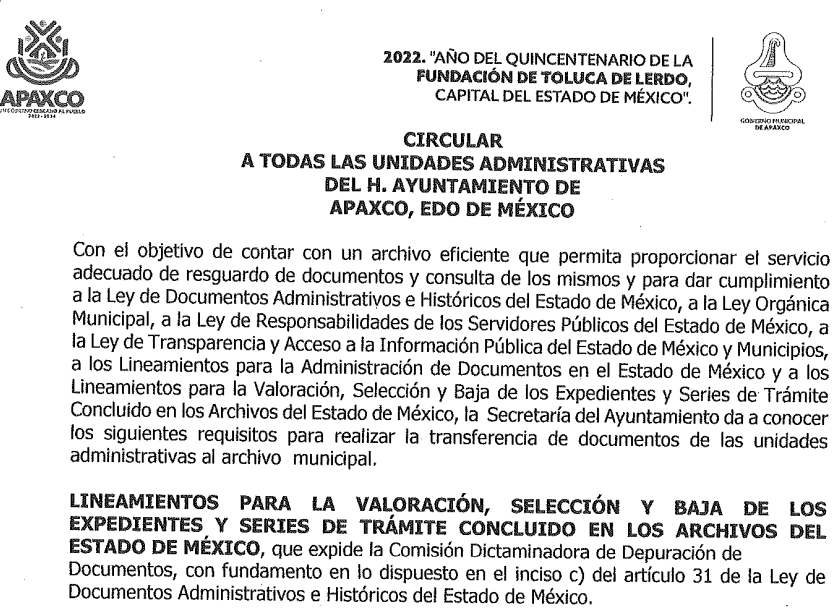 2022. "AÑO DEL QUINCENTENARIO DE LA
FUNDACIÓN DE TOLUCA DE LERDO,
CAPITAL DEL ESTADO DE MÉXICO".
APAXCO
2022 - 2024
GOBIERNO MUNICIPAL
DE APAXCO
CIRCULAR
A TODAS LAS UNIDADES ADMINISTRATIVAS
DEL H. AYUNTAMIENTO DE
APAXCO, EDO DE MÉXICO
Con el objetivo de contar con un archivo eficiente que permita proporcionar el servicio
adecuado de resguardo de documentos y consulta de los mismos y para dar cumplimiento
a la Ley de Documentos Administrativos e Históricos del Estado de México, a la Ley Orgánica
Municipal, a la Ley de Responsabilidades de los Servidores Públicos del Estado de México, a
la Ley de Transparencia y Acceso a la Información Pública del Estado de México y Municipios,
a los Lineamientos para la Administración de Documentos en el Estado de México y a los
Lineamientos para la Valoración, Selección y Baja de los Expedientes y Series de Trámite
Concluido en los Archivos del Estado de México, la Secretaría del Ayuntamiento da a conocer
los siguientes requisitos para realizar la transferencia de documentos de las unidades
administrativas al archivo municipal.
LINEAMIENTOS PARA LA VALORACIÓN, SELECCIÓN Y BAJA DE LOS
EXPEDIENTES Y SERIES DE TRÁMITE CONCLUIDO EN LOS ARCHIVOS DEL
ESTADO DE MÉXICO, que expide la Comisión Dictaminadora de Depuración de
Documentos, con fundamento en lo dispuesto en el inciso c) del artículo 31 de la Ley de
Documentos Administrativos e Históricos del Estado de México.